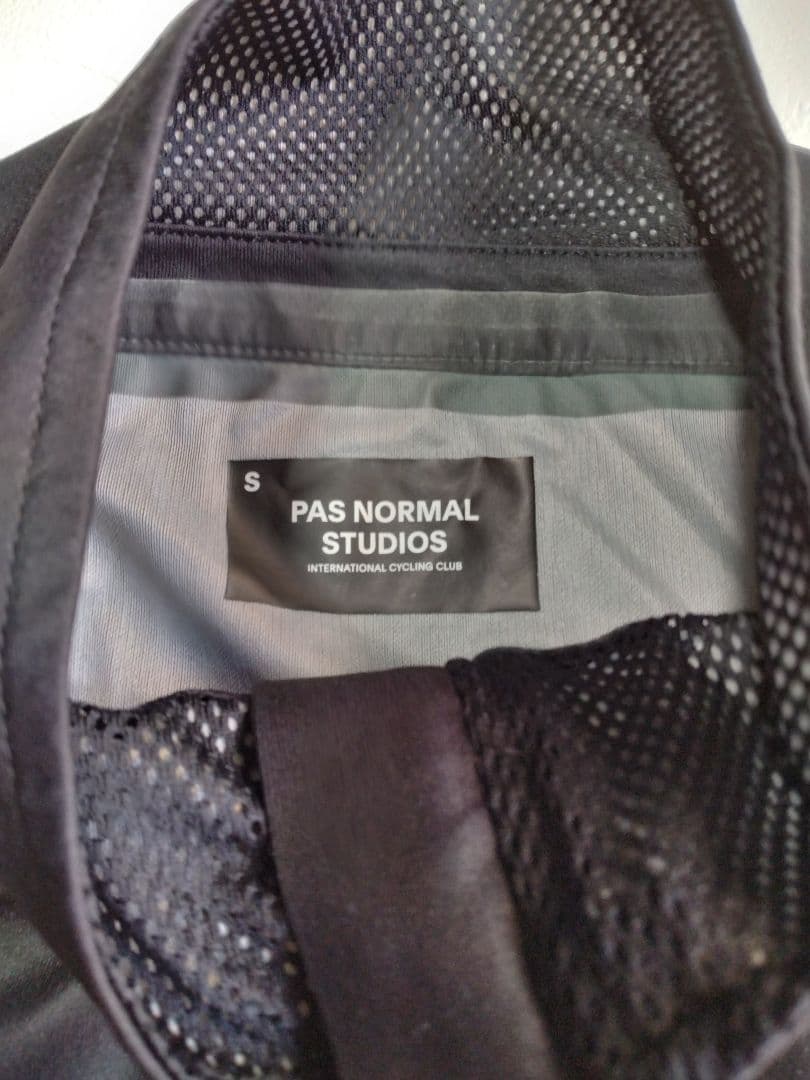 S
PAS NORMAL
STUDIOS
INTERNATIONAL CYCLING CLUB